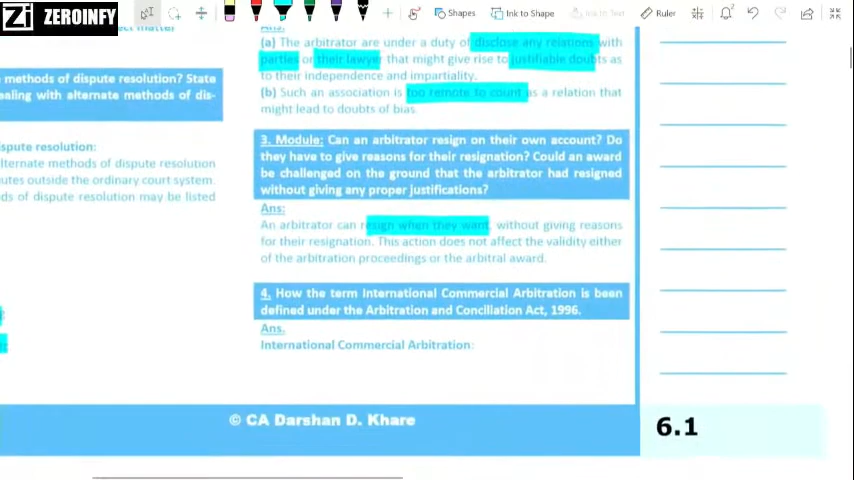 ZEROINFY
Shapes
Ink to Shape
Ink to Text
Ruler
e methods of dispute resolution? State
ealing with alternate methods of dis-
spute resolution:
lternate methods of dispute resolution
utes outside the ordinary court system.
ds of dispute resolution may be listed
Ans:
(a) The arbitrator are under a duty of disclose any relations with
parties or their lawyer that might give rise to justifiable doubts as
to their independence and impartiality.
(b) Such an association is too remote to count as a relation that
might lead to doubts of bias
3. Module: Can an arbitrator resign on their own account? Do
they have to give reasons for their resignation? Could an award
be challenged on the ground that the arbitrator had resigned
without giving any proper justifications?
Ans:
An arbitrator can resign when they want, without giving reasons
for their resignation. This action does not affect the validity either
of the arbitration proceedings or the arbitral award.
4. How the term International Commercial Arbitration is been
defined under the Arbitration and Conciliation Act, 1996.
Ans.
International Commercial Arbitration:
© CA Darshan D. Khare
6.1